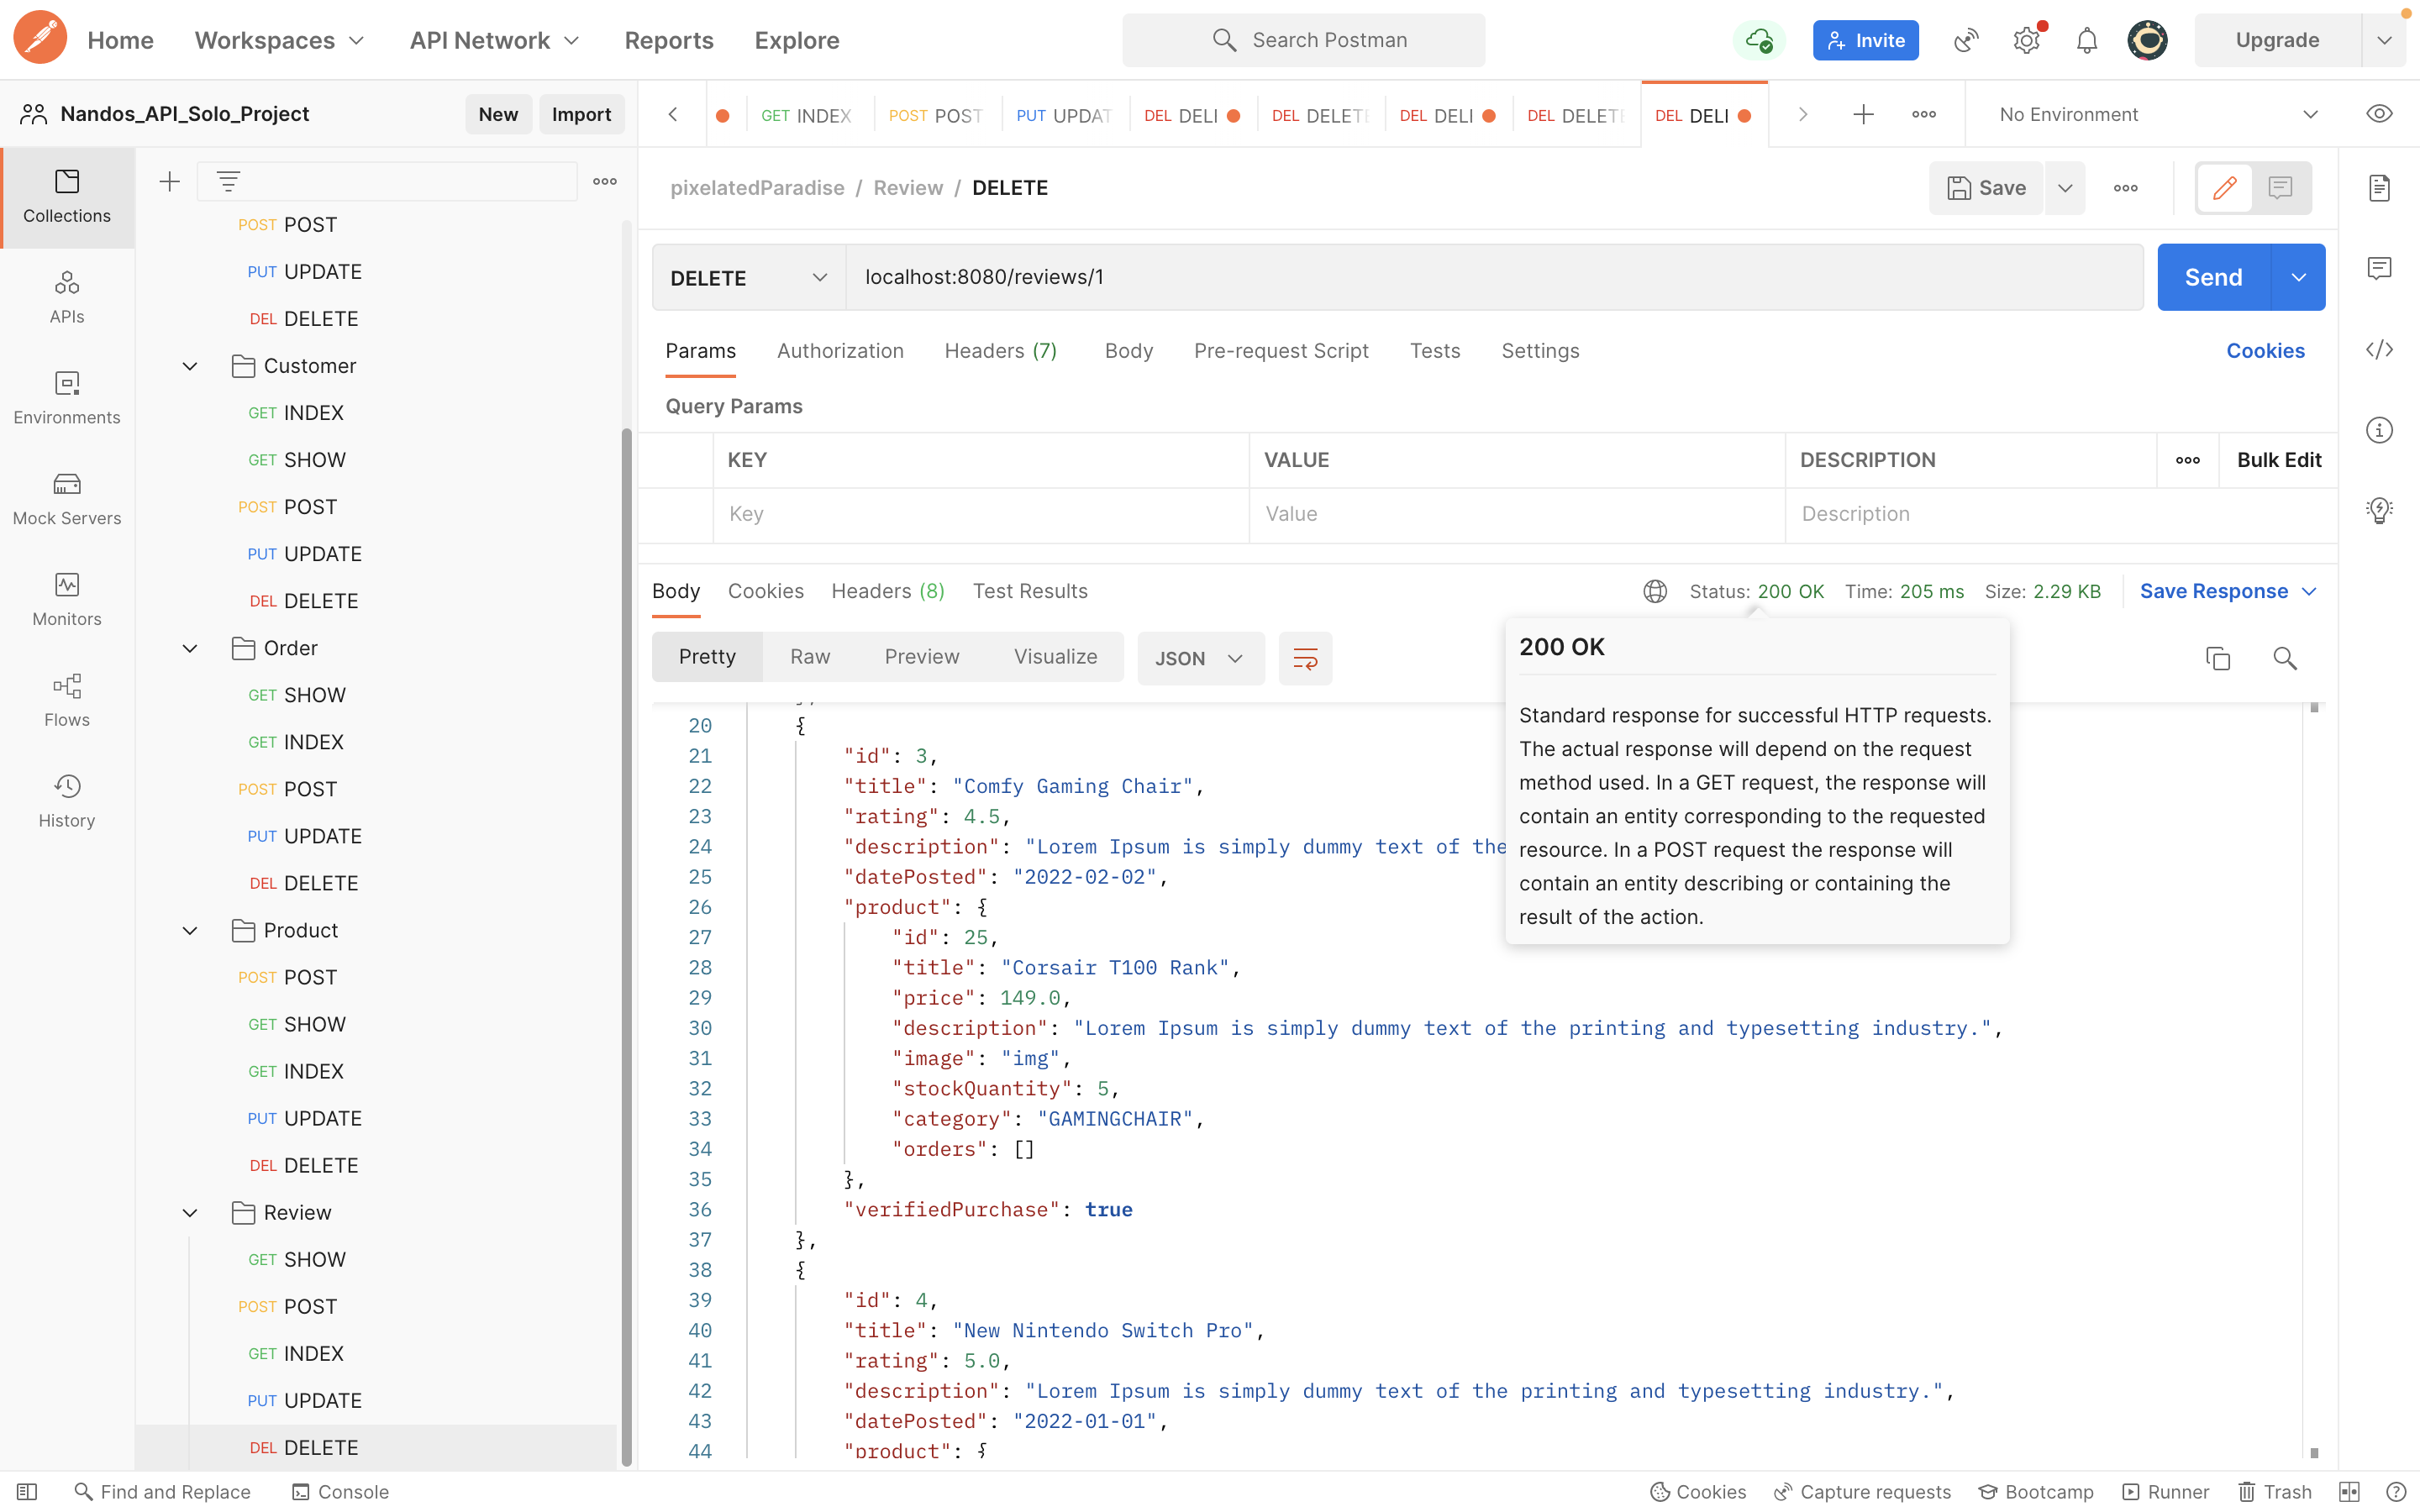 Home Workspaces API Network Reports Explore Search Postman Invite Upgrade
Nandos_API_Solo_Project New Import
GET INDEX POST POST PUT UPDAT DEL DELI DEL DELETE DEL DELI DEL DELETE DEL DELI No Environment
Collections
APIs
Environments
Mock Servers
Monitors
Flows
History
POST POST
PUT UPDATE
DEL DELETE
Customer
GET INDEX
GET SHOW
POST POST
PUT UPDATE
DEL DELETE
Order
GET SHOW
GET INDEX
POST POST
PUT UPDATE
DEL DELETE
Product
POST POST
GET SHOW
GET INDEX
PUT UPDATE
DEL DELETE
Review
GET SHOW
POST POST
GET INDEX
PUT UPDATE
DEL DELETE
pixelatedParadise / Review / DELETE Save
DELETE localhost:8080/reviews/1 Send
Params Authorization Headers (7) Body Pre-request Script Tests Settings Cookies
Query Params
KEY VALUE DESCRIPTION Bulk Edit
Key Value Description
Body Cookies Headers (8) Test Results Status: 200 OK Time: 205 ms Size: 2.29 KB Save Response
Pretty Raw Preview Visualize JSON
200 OK
Standard response for successful HTTP requests.
The actual response will depend on the request
method used. In a GET request, the response will
contain an entity corresponding to the requested
resource. In a POST request the response will
contain an entity describing or containing the
result of the action.
20 {
21 "id": 3,
22 "title": "Comfy Gaming Chair",
23 "rating": 4.5,
24 "description": "Lorem Ipsum is simply dummy text of the
25 "datePosted": "2022-02-02",
26 "product": {
27 "id": 25,
28 "title": "Corsair T100 Rank",
29 "price": 149.0,
30 "description": "Lorem Ipsum is simply dummy text of the printing and typesetting industry.",
31 "image": "img",
32 "stockQuantity": 5,
33 "category": "GAMINGCHAIR",
34 "orders": []
35 },
36 "verifiedPurchase": true
37 },
38 {
39 "id": 4,
40 "title": "New Nintendo Switch Pro",
41 "rating": 5.0,
42 "description": "Lorem Ipsum is simply dummy text of the printing and typesetting industry.",
43 "datePosted": "2022-01-01",
44 "product": {
Find and Replace Console Cookies Capture requests Bootcamp Runner Trash